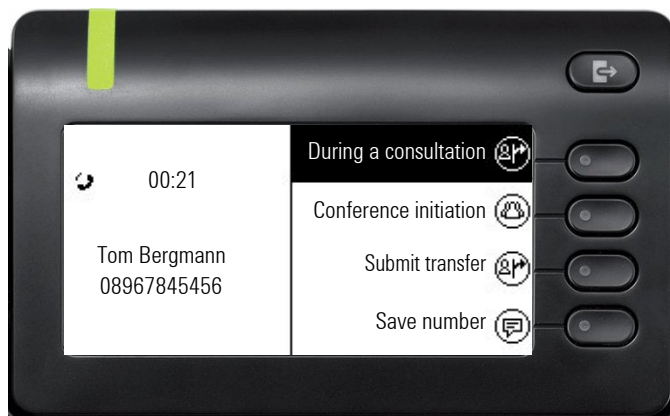 00:21
Tom Bergmann
08967845456
During a consultation
Conference initiation
Submit transfer
Save number